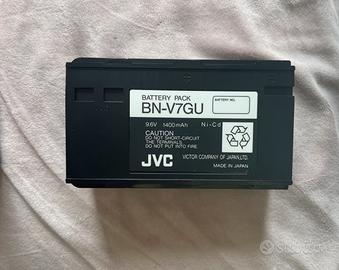 BATTERY PACK
BN-V7GU
BATTERY NO.
9.6V 1400mAh Ni-Cd
CAUTION
DO NOT SHORT-CIRCUIT
THE TERMINALS.
DO NOT PUT IN FIRE.
JVC VICTOR COMPANY OF JAPAN, LTD.
MADE IN JAPAN